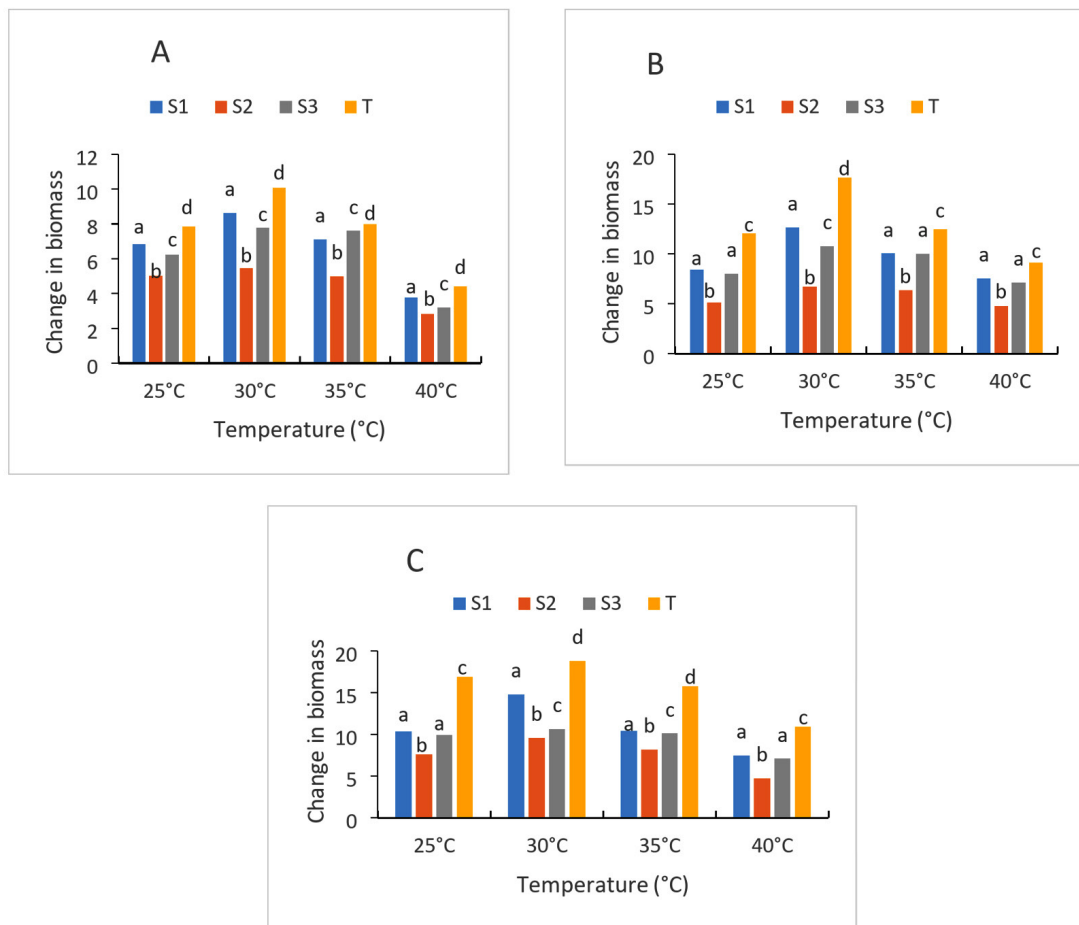 A
S1 S2 S3 T
Change in biomass
12
10
8
6
4
2
0
a b c d
a b c d
a b c d
a b c d
25°C 30°C 35°C 40°C
Temperature (°C)
B
S1 S2 S3 T
Change in biomass
20
15
10
5
0
a b a c
a b c d
a b a c
a b a c
25°C 30°C 35°C 40°C
Temperature (°C)
C
S1 S2 S3 T
Change in biomass
20
15
10
5
0
a b a c
a b c d
a b c d
a b a c
25°C 30°C 35°C 40°C
Temperature (°C)